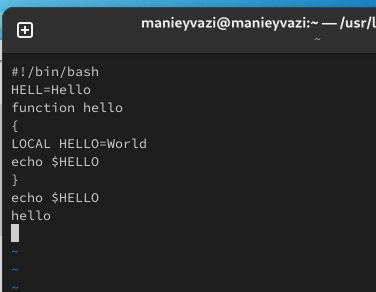 manieyvazi@manieyvazi:~ — /usr/l
~
#!/bin/bash
HELL=Hello
function hello
{
LOCAL HELLO=World
echo $HELLO
}
echo $HELLO
hello
~
~
~